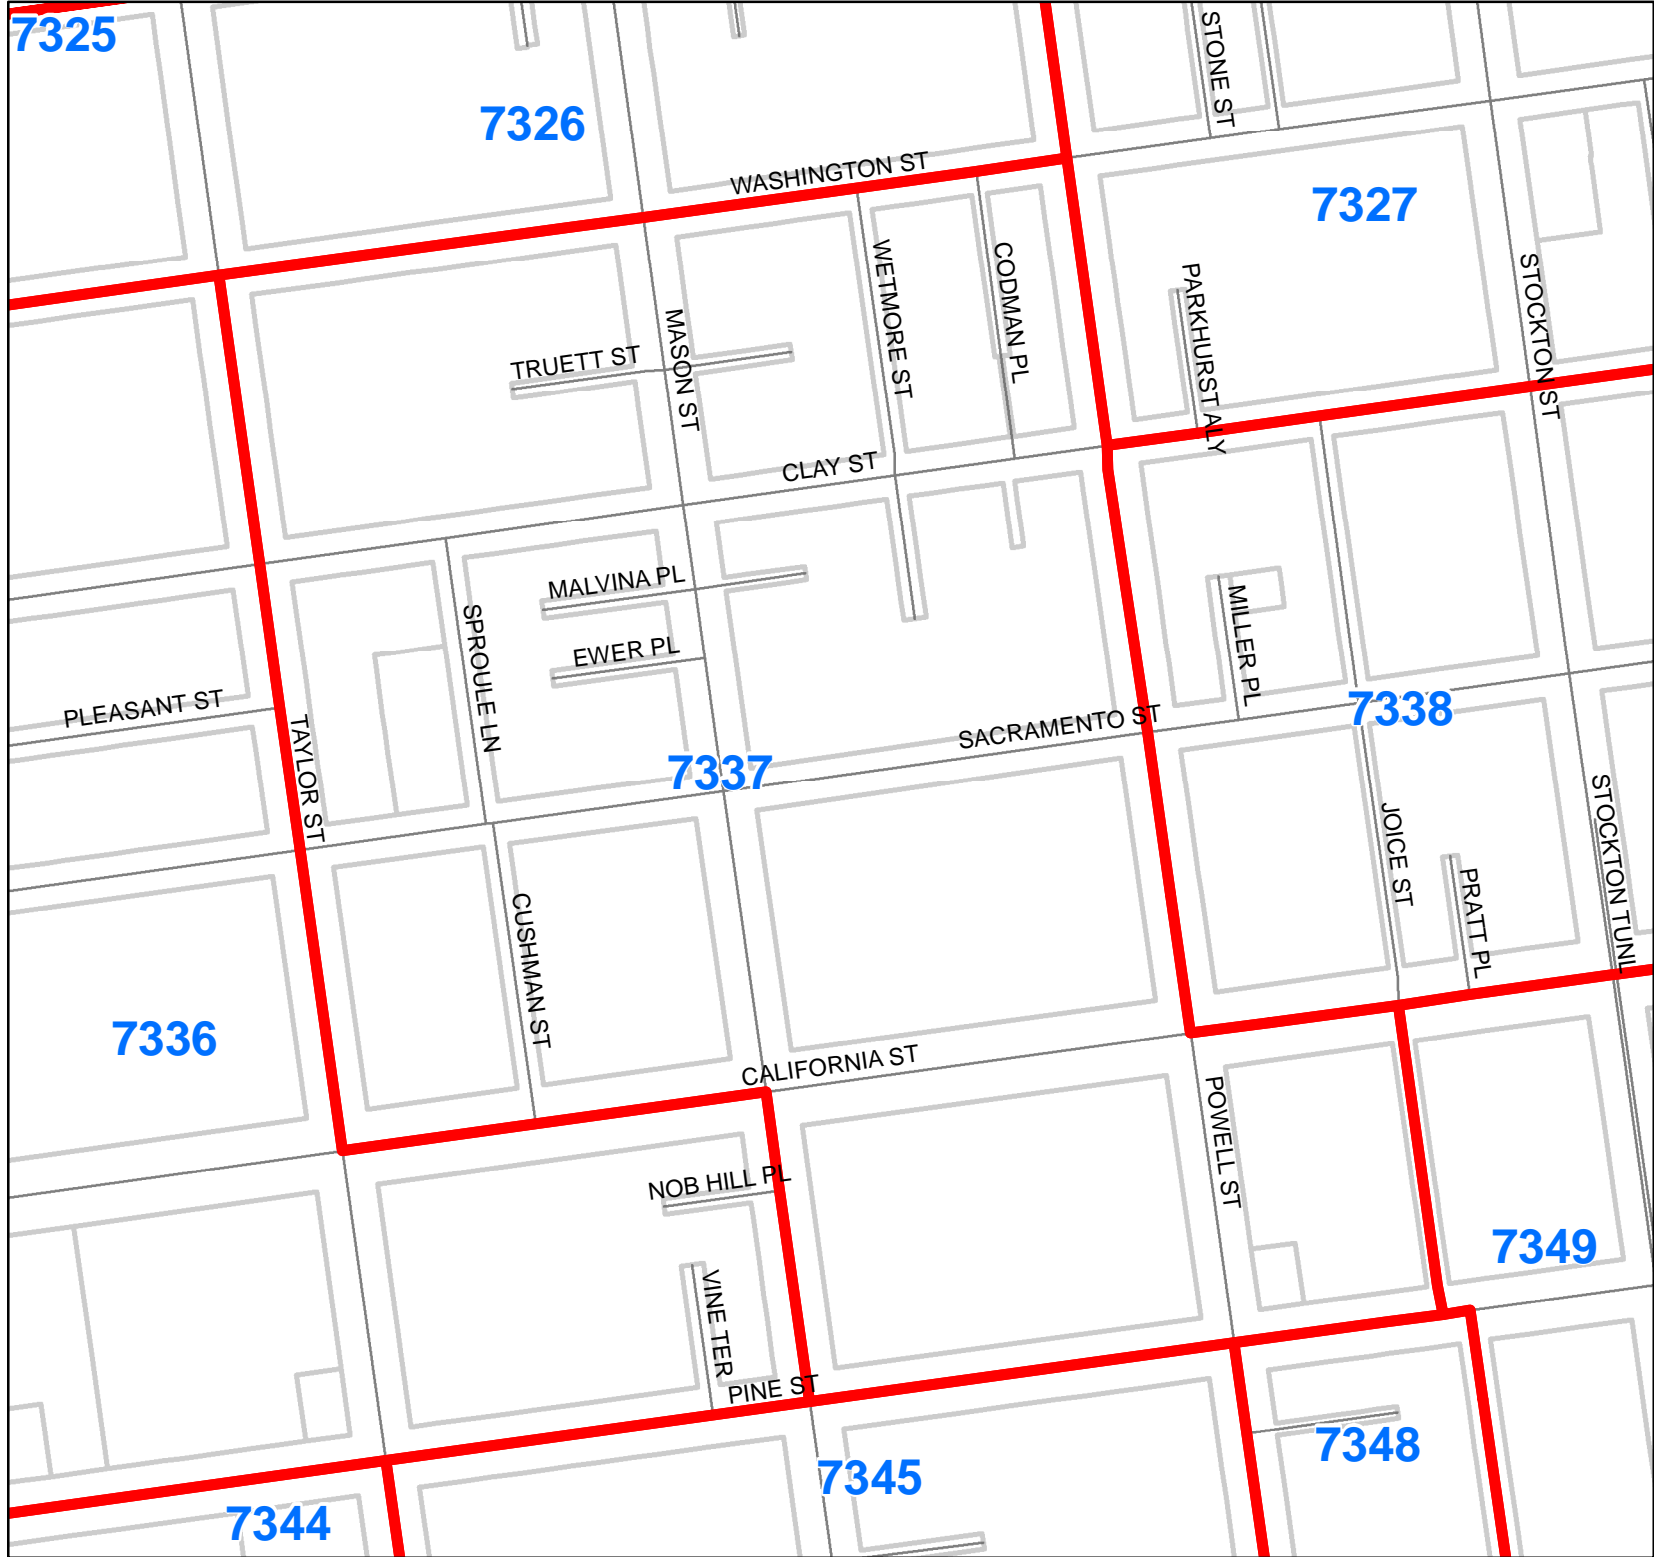 7325
STONE ST
7326
WASHINGTON ST
7327
WETMORE ST
CODMAN PL
PARKHURST ALY
STOCKTON ST
MASON ST
TRUETT ST
CLAY ST
MALVINA PL
MILLER PL
SPROULE LN
EWER PL
PLEASANT ST
7338
SACRAMENTO ST
TAYLOR ST
7337
STOCKTON TUNL
JOICE ST
PRATT PL
CUSHMAN ST
7336
CALIFORNIA ST
POWELL ST
NOB HILL PL
7349
VINE TER
PINE ST
7348
7345
7344